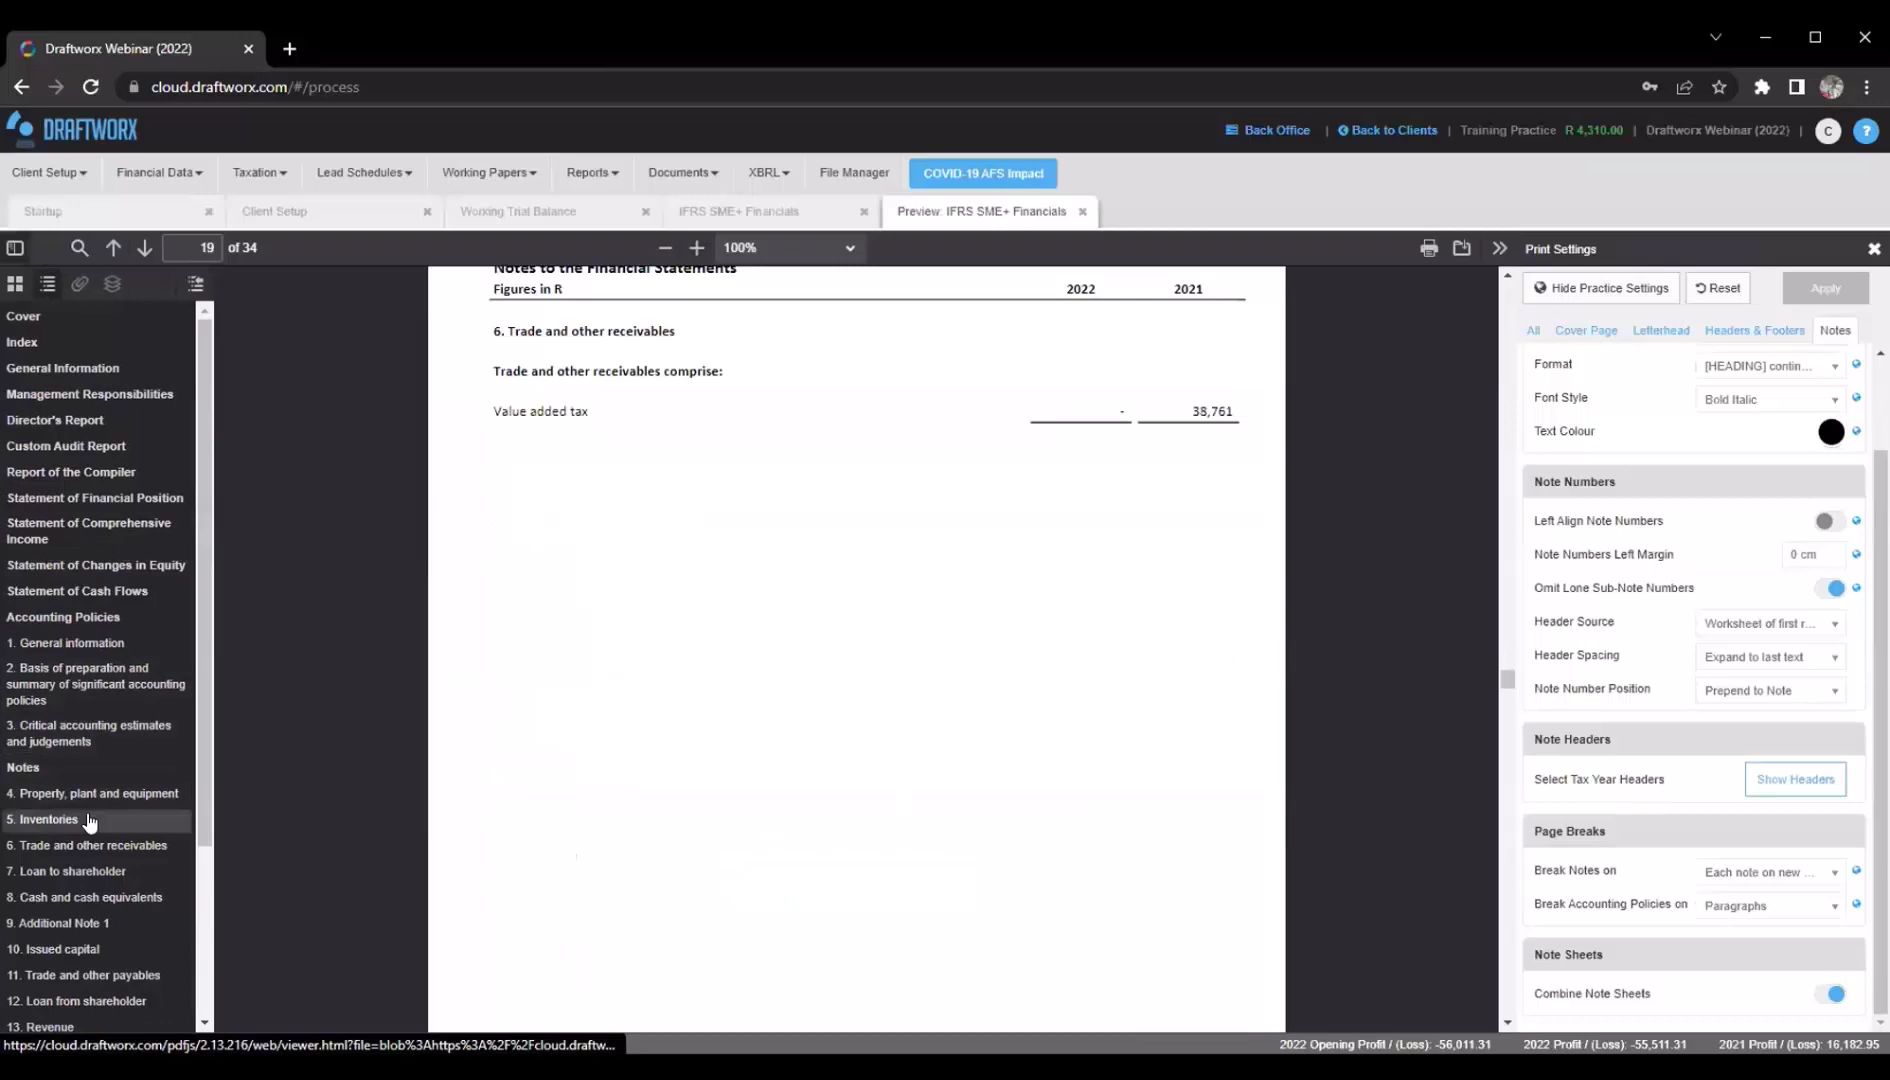 Draftworx Webinar (2022)
cloud.draftworx.com/#/process
DRAFTWORX
Back Office | Back to Clients | Training Practice R 4,310.00 | Draftworx Webinar (2022) | C ?
Client Setup Financial Data Taxation Lead Schedules Working Papers Reports Documents XBRL File Manager COVID-19 AFS Impact
Startup Client Setup Working Trial Balance IFRS SME+ Financials Preview: IFRS SME+ Financials
19 of 34 100% Print Settings
Hide Practice Settings Reset Apply
All Cover Page Letterhead Headers & Footers Notes
Cover
Index
General Information
Management Responsibilities
Director's Report
Custom Audit Report
Report of the Compiler
Statement of Financial Position
Statement of Comprehensive
Income
Statement of Changes in Equity
Statement of Cash Flows
Accounting Policies
1. General information
2. Basis of preparation and
summary of significant accounting
policies
3. Critical accounting estimates
and judgements
Notes
4. Property, plant and equipment
5. Inventories
6. Trade and other receivables
7. Loan to shareholder
8. Cash and cash equivalents
9. Additional Note 1
10. Issued capital
11. Trade and other payables
12. Loan from shareholder
13. Revenue
Notes to the Financial Statements
Figures in R 2022 2021
6. Trade and other receivables
Trade and other receivables comprise:
Value added tax - 38,761
Format [HEADING] contin...
Font Style Bold Italic
Text Colour
Note Numbers
Left Align Note Numbers
Note Numbers Left Margin 0 cm
Omit Lone Sub-Note Numbers
Header Source Worksheet of first r...
Header Spacing Expand to last text
Note Number Position Prepend to Note
Note Headers
Select Tax Year Headers Show Headers
Page Breaks
Break Notes on Each note on new ...
Break Accounting Policies on Paragraphs
Note Sheets
Combine Note Sheets
https://cloud.draftworx.com/pdfjs/2.13.216/web/viewer.html?file=blob%3Ahttps%3A%2F%2Fcloud.draftw...
2022 Opening Profit / (Loss): -56,011.31 2022 Profit / (Loss): -55,511.31 2021 Profit / (Loss): 16,182.95